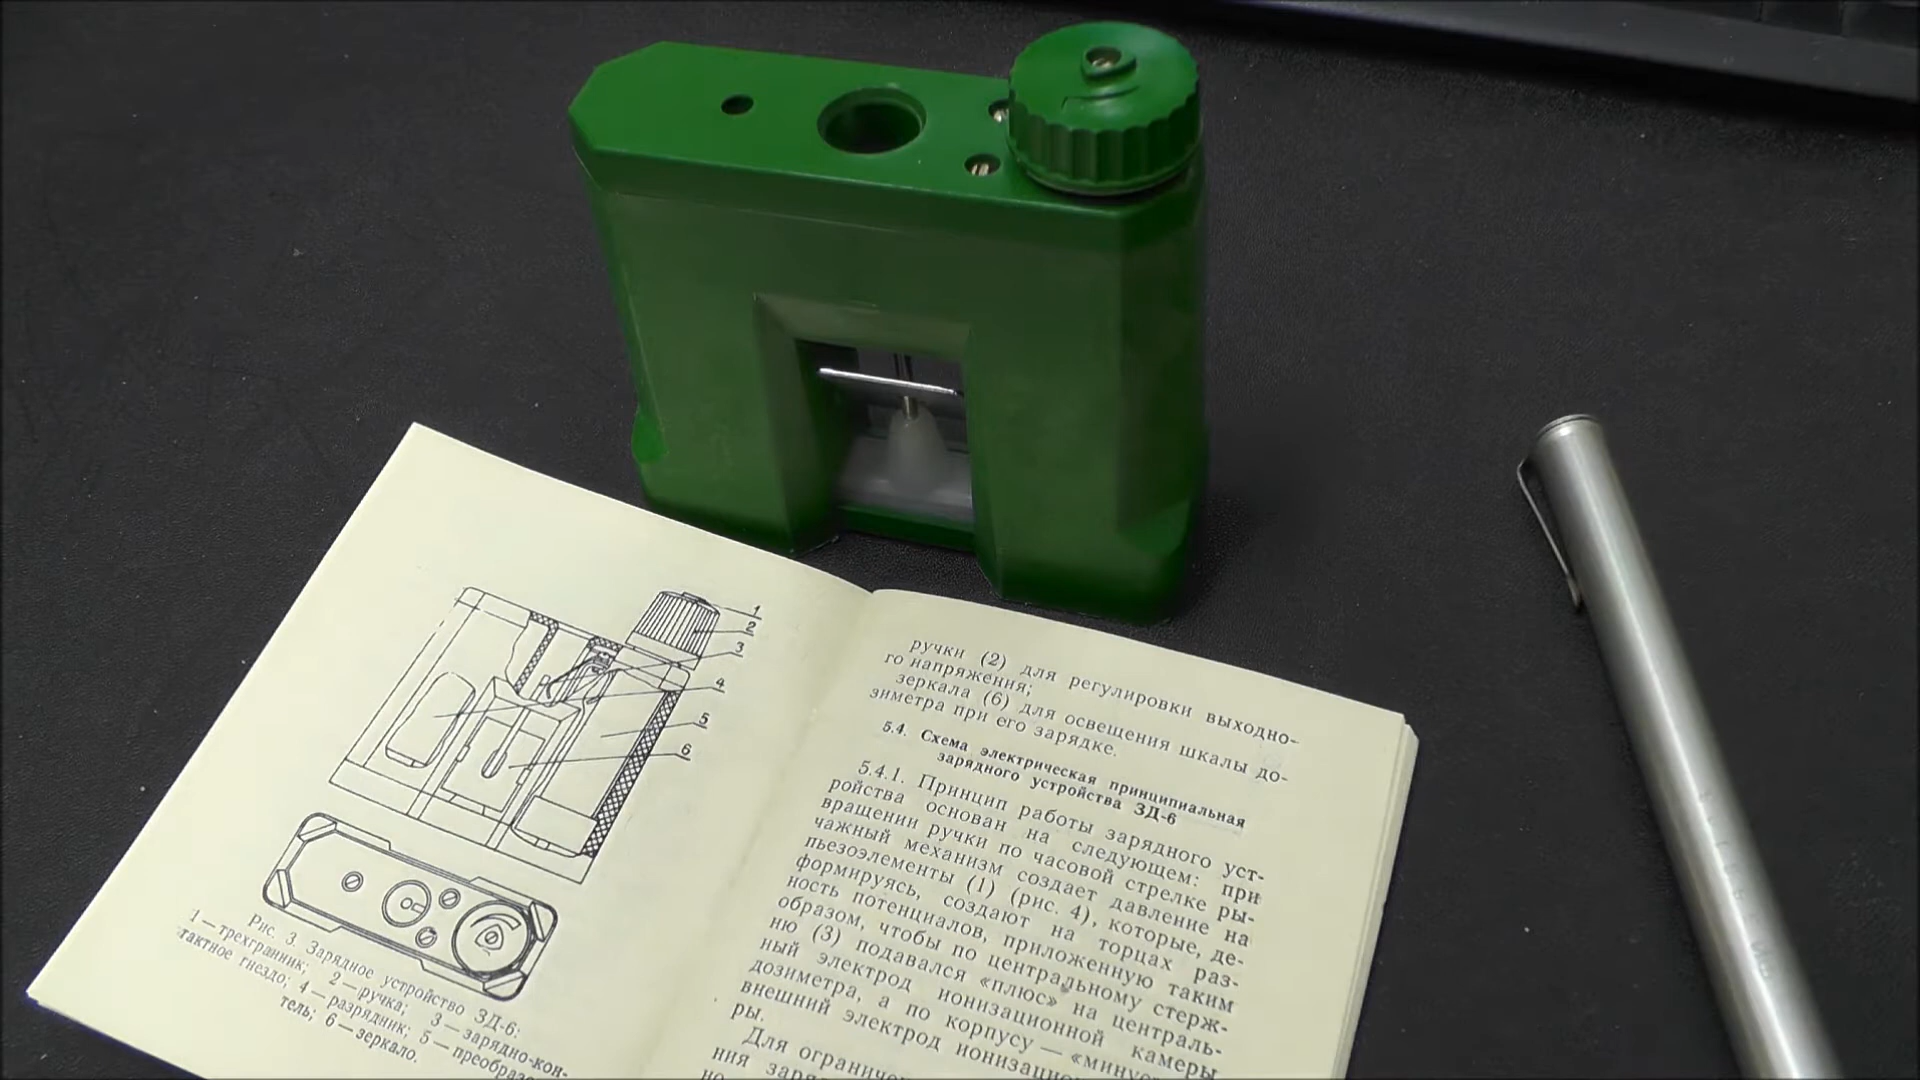 1
2
3
4
5
6
Рис. 3. Зарядное устройство ЗД-6:
1 — трехгранник; 2 — ручка; 3 — зарядно-кон-
тактное гнездо; 4 — разрядник; 5 — преобразо-
тель; 6 — зеркало.
ручки (2) для регулировки выходно-
го напряжения;
зеркала (6) для освещения шкалы до-
зиметра при его зарядке.
5.4. Схема электрическая принципиальная
зарядного устройства ЗД-6
5.4.1. Принцип работы зарядного уст-
ройства основан на следующем: при
вращении ручки по часовой стрелке ры-
чажный механизм создает давление на
пьезоэлементы (1) (рис. 4), которые, де-
формируясь, создают на торцах раз-
ность потенциалов, приложенную таким
образом, чтобы по центральному стерж-
ню (3) подавался «плюс» на централь-
ный электрод ионизационной камеры
дозиметра, а по корпусу — «минус»
внешний электрод ионизацион
ры.
Для ограничен
ния заряд